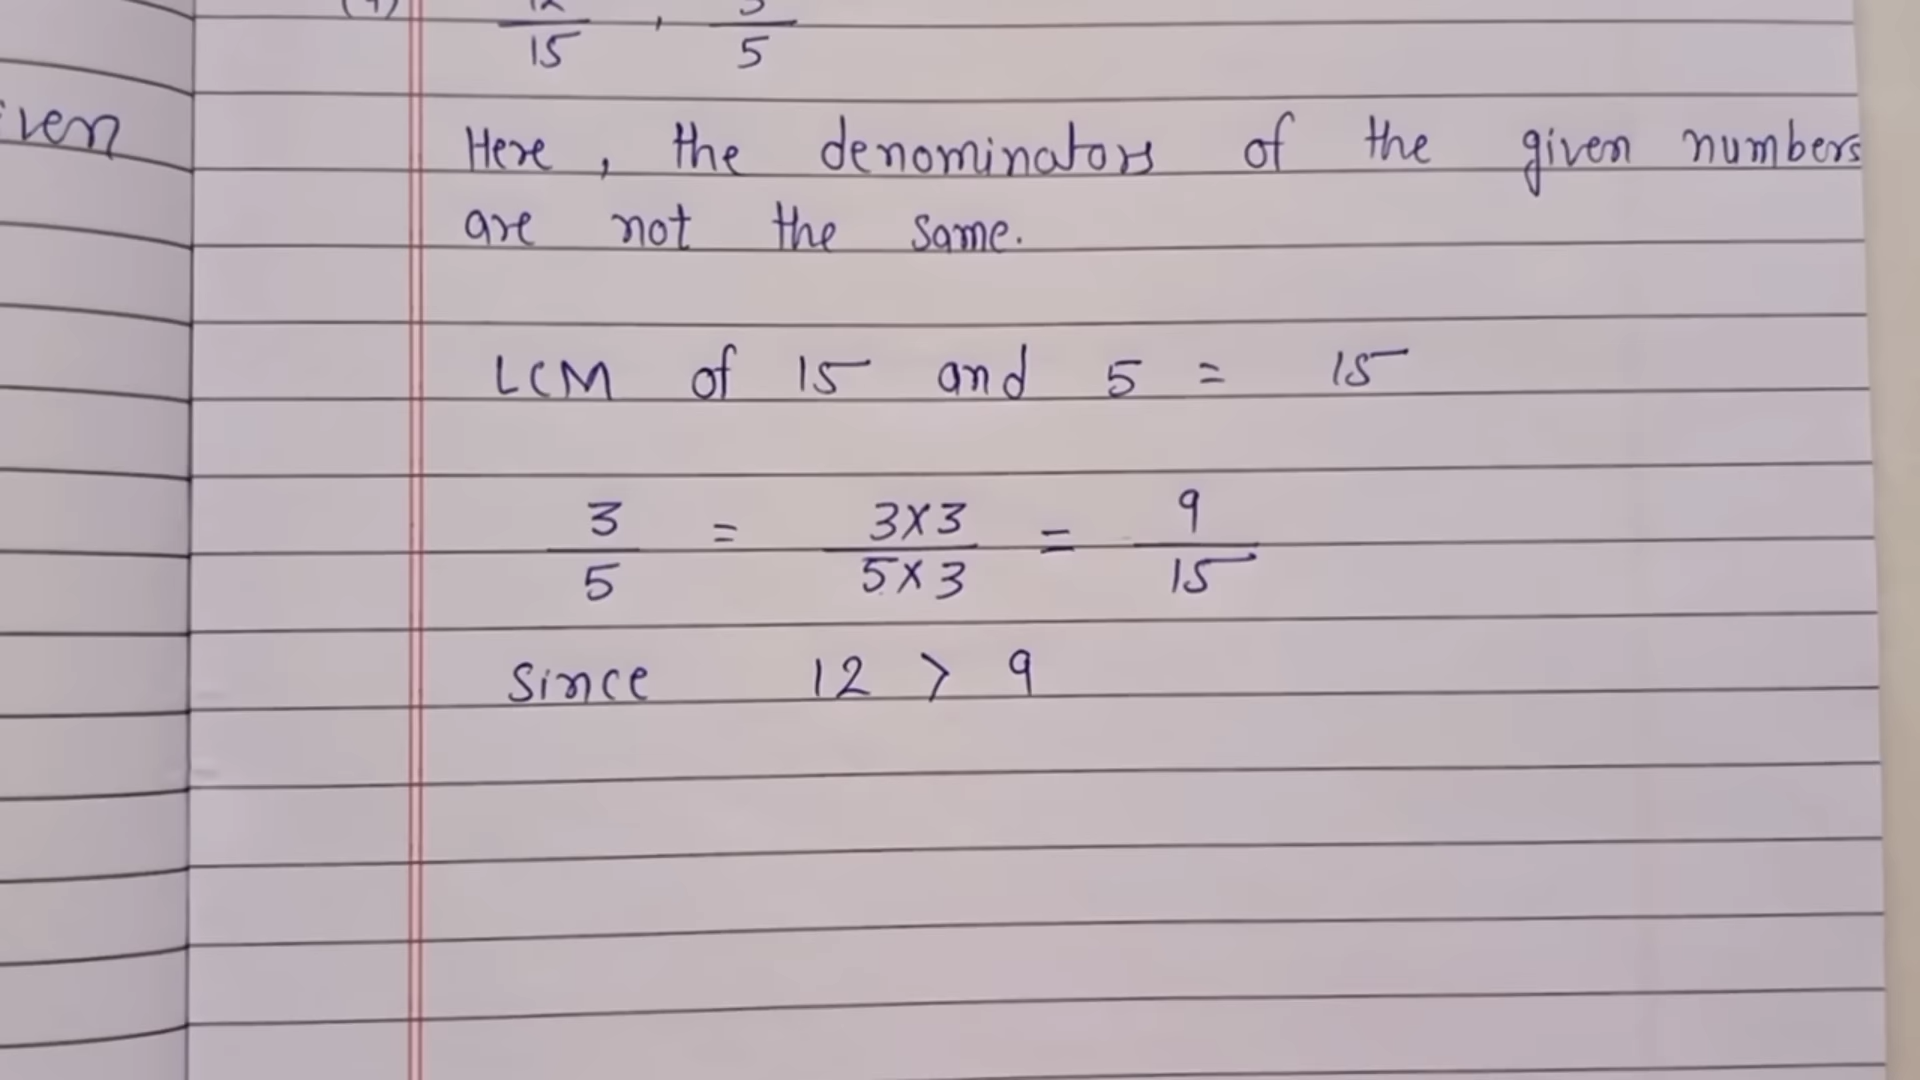 15 , 5
Here , the denominators of the given numbers
are not the same.
LCM of 15 and 5 = 15
3/5 = 3×3/5×3 = 9/15
Since 12 > 9